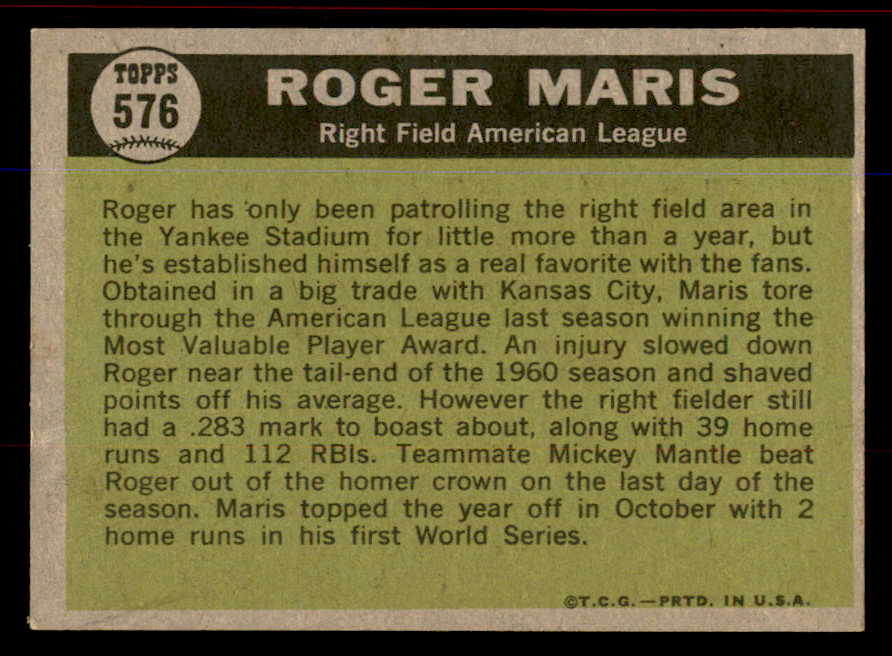 TOPPS
576
ROGER MARIS
Right Field American League
Roger has only been patrolling the right field area in
the Yankee Stadium for little more than a year, but
he's established himself as a real favorite with the fans.
Obtained in a big trade with Kansas City, Maris tore
through the American League last season winning the
Most Valuable Player Award. An injury slowed down
Roger near the tail-end of the 1960 season and shaved
points off his average. However the right fielder still
had a .283 mark to boast about, along with 39 home
runs and 112 RBIs. Teammate Mickey Mantle beat
Roger out of the homer crown on the last day of the
season. Maris topped the year off in October with 2
home runs in his first World Series.
©T.C.G.—PRTD. IN U.S.A.